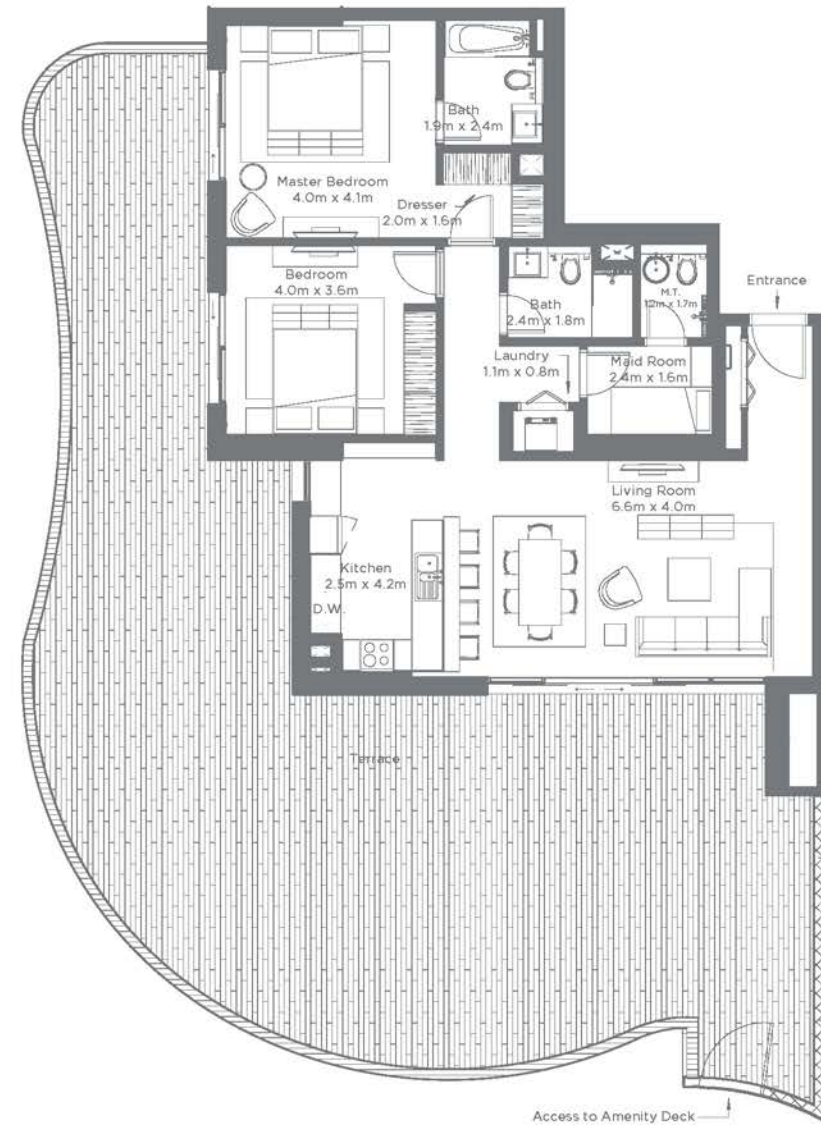 Bath
1.9m x 2.4m
Master Bedroom
4.0m x 4.1m
Dresser
2.0m x 1.6m
Bedroom
4.0m x 3.6m
Bath
2.4m x 1.8m
M.T.
1.2m x 1.7m
Entrance
Laundry
1.1m x 0.8m
Maid Room
2.4m x 1.6m
Living Room
6.6m x 4.0m
Kitchen
2.5m x 4.2m
D.W.
Terrace
Access to Amenity Deck